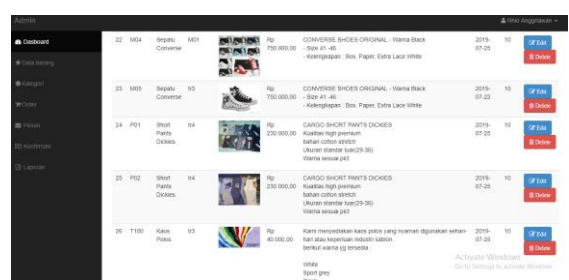 Admin
Rino Anggriawan
Dasboard
Data barang
Kategori
Order
Pesan
Konfirmasi
Laporan
22 M04 Sepatu Converse M01 Rp 750.000,00 CONVERSE SHOES ORIGINAL - Warna Black 2019-07-25 10 Edit
- Size 41 -46
- Kelengkapan : Box, Paper, Extra Lace White Delete
23 M05 Sepatu Converse tr3 Rp 750.000,00 CONVERSE SHOES ORIGINAL - Warna Black 2019-07-22 10 Edit
- Size 41 -46
- Kelengkapan : Box, Paper, Extra Lace White Delete
24 P01 Short Pants Dickies tr4 Rp 230.000,00 CARGO SHORT PANTS DICKIES 2019-07-25 10 Edit
Kualitas high premium Delete
bahan cotton stretch
Ukuran standar luar(29-36)
Warna sesuai pict
25 P02 Short Pants Dickies tr4 Rp 230.000,00 CARGO SHORT PANTS DICKIES 2019-07-25 10 Edit
Kualitas high premium Delete
bahan cotton stretch
Ukuran standar luar(29-36)
Warna sesuai pict
26 T100 Kaos Polos tr3 Rp 40.000,00 Kami menyediakan kaos polos yang nyaman digunakan sehari- 2019-07-25 10 Edit
hari atau keperluan industri sablon. Delete
berikut warna yg tersedia :
White
Sport grey
Activate Windows
Go to Settings to activate Windows.